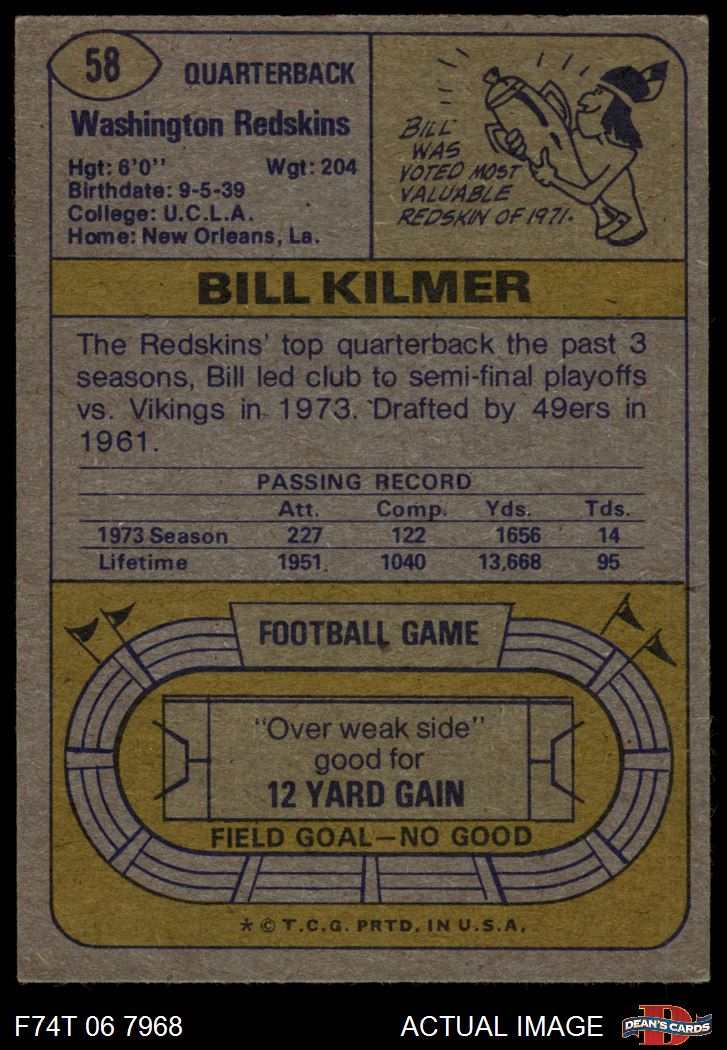 58
QUARTERBACK
Washington Redskins
Hgt: 6'0" Wgt: 204
Birthdate: 9-5-39
College: U.C.L.A.
Home: New Orleans, La.
BILL
WAS
VOTED MOST
VALUABLE
REDSKIN OF 1971.
BILL KILMER
The Redskins' top quarterback the past 3
seasons, Bill led club to semi-final playoffs
vs. Vikings in 1973. Drafted by 49ers in
1961.
PASSING RECORD
Att. Comp. Yds. Tds.
1973 Season 227 122 1656 14
Lifetime 1951 1040 13,668 95
FOOTBALL GAME
"Over weak side"
good for
12 YARD GAIN
FIELD GOAL—NO GOOD
* © T.C.G. PRTD. IN U.S.A.
F74T 06 7968
ACTUAL IMAGE
D
DEAN'S CARDS